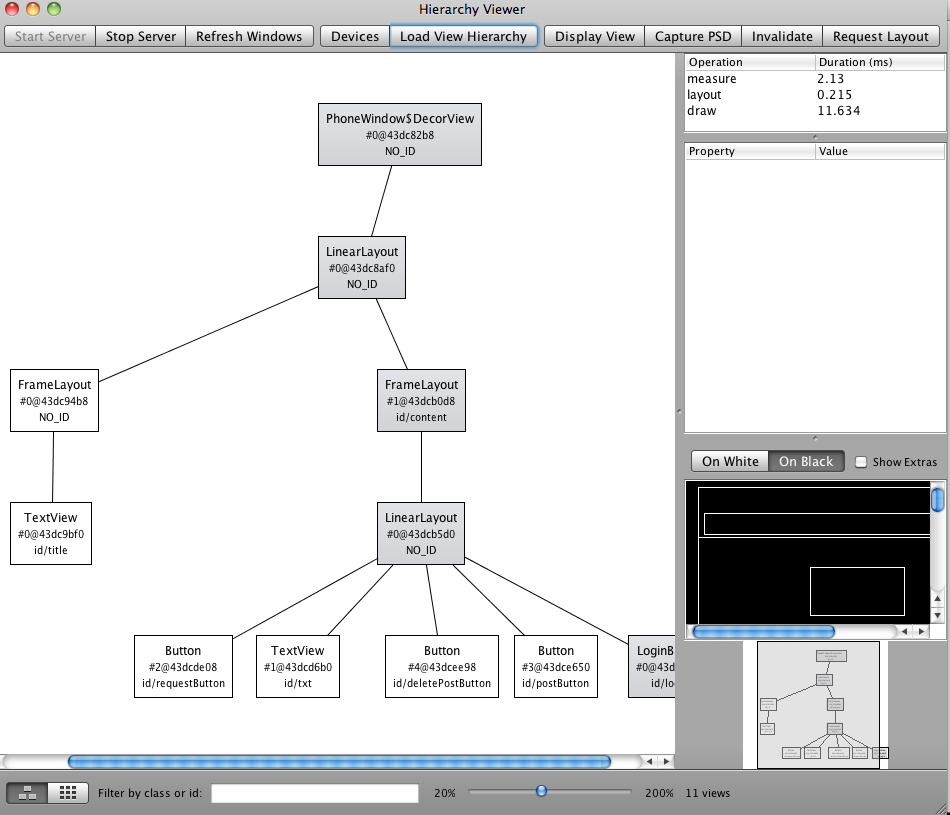 Hierarchy Viewer
Start Server Stop Server Refresh Windows Devices Load View Hierarchy Display View Capture PSD Invalidate Request Layout
PhoneWindow$DecorView
#0@43dc82b8
NO_ID
LinearLayout
#0@43dc8af0
NO_ID
FrameLayout
#0@43dc94b8
NO_ID
FrameLayout
#1@43dcb0d8
id/content
TextView
#0@43dc9bf0
id/title
LinearLayout
#0@43dcb5d0
NO_ID
Button
#2@43dcde08
id/requestButton
TextView
#1@43dcd6b0
id/txt
Button
#4@43dcee98
id/deletePostButton
Button
#3@43dce650
id/postButton
LoginB
#0@43d
id/lo
Operation Duration (ms)
measure 2.13
layout 0.215
draw 11.634
Property Value
On White On Black Show Extras
Filter by class or id: 20% 200% 11 views